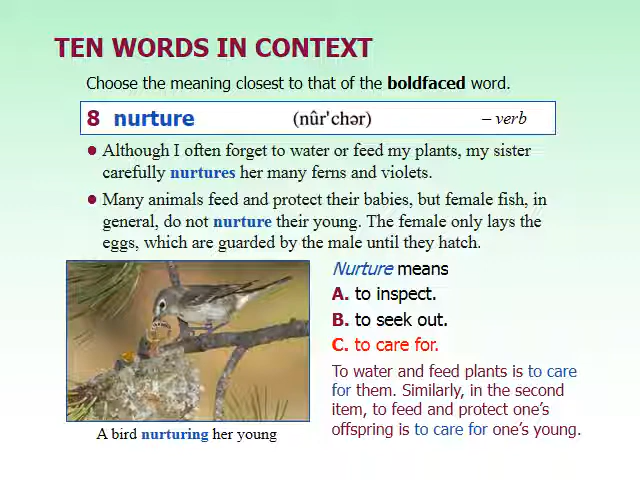 TEN WORDS IN CONTEXT
Choose the meaning closest to that of the boldfaced word.
8 nurture (nûr′chər) – verb
● Although I often forget to water or feed my plants, my sister
carefully nurtures her many ferns and violets.
● Many animals feed and protect their babies, but female fish, in
general, do not nurture their young. The female only lays the
eggs, which are guarded by the male until they hatch.
Nurture means
A. to inspect.
B. to seek out.
C. to care for.
To water and feed plants is to care
for them. Similarly, in the second
item, to feed and protect one’s
offspring is to care for one’s young.
A bird nurturing her young